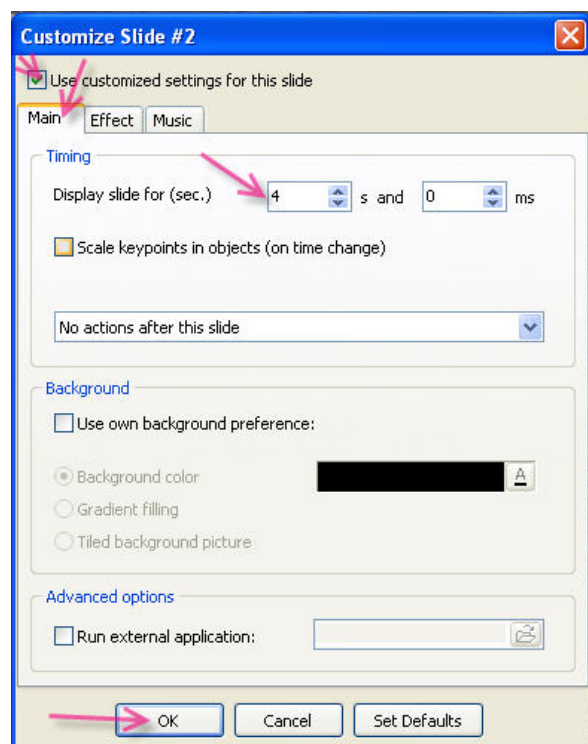 Customize Slide #2
Use customized settings for this slide
Main Effect Music
Timing
Display slide for (sec.) 4 s and 0 ms
Scale keypoints in objects (on time change)
No actions after this slide
Background
Use own background preference:
Background color A
Gradient filling
Tiled background picture
Advanced options
Run external application:
OK Cancel Set Defaults